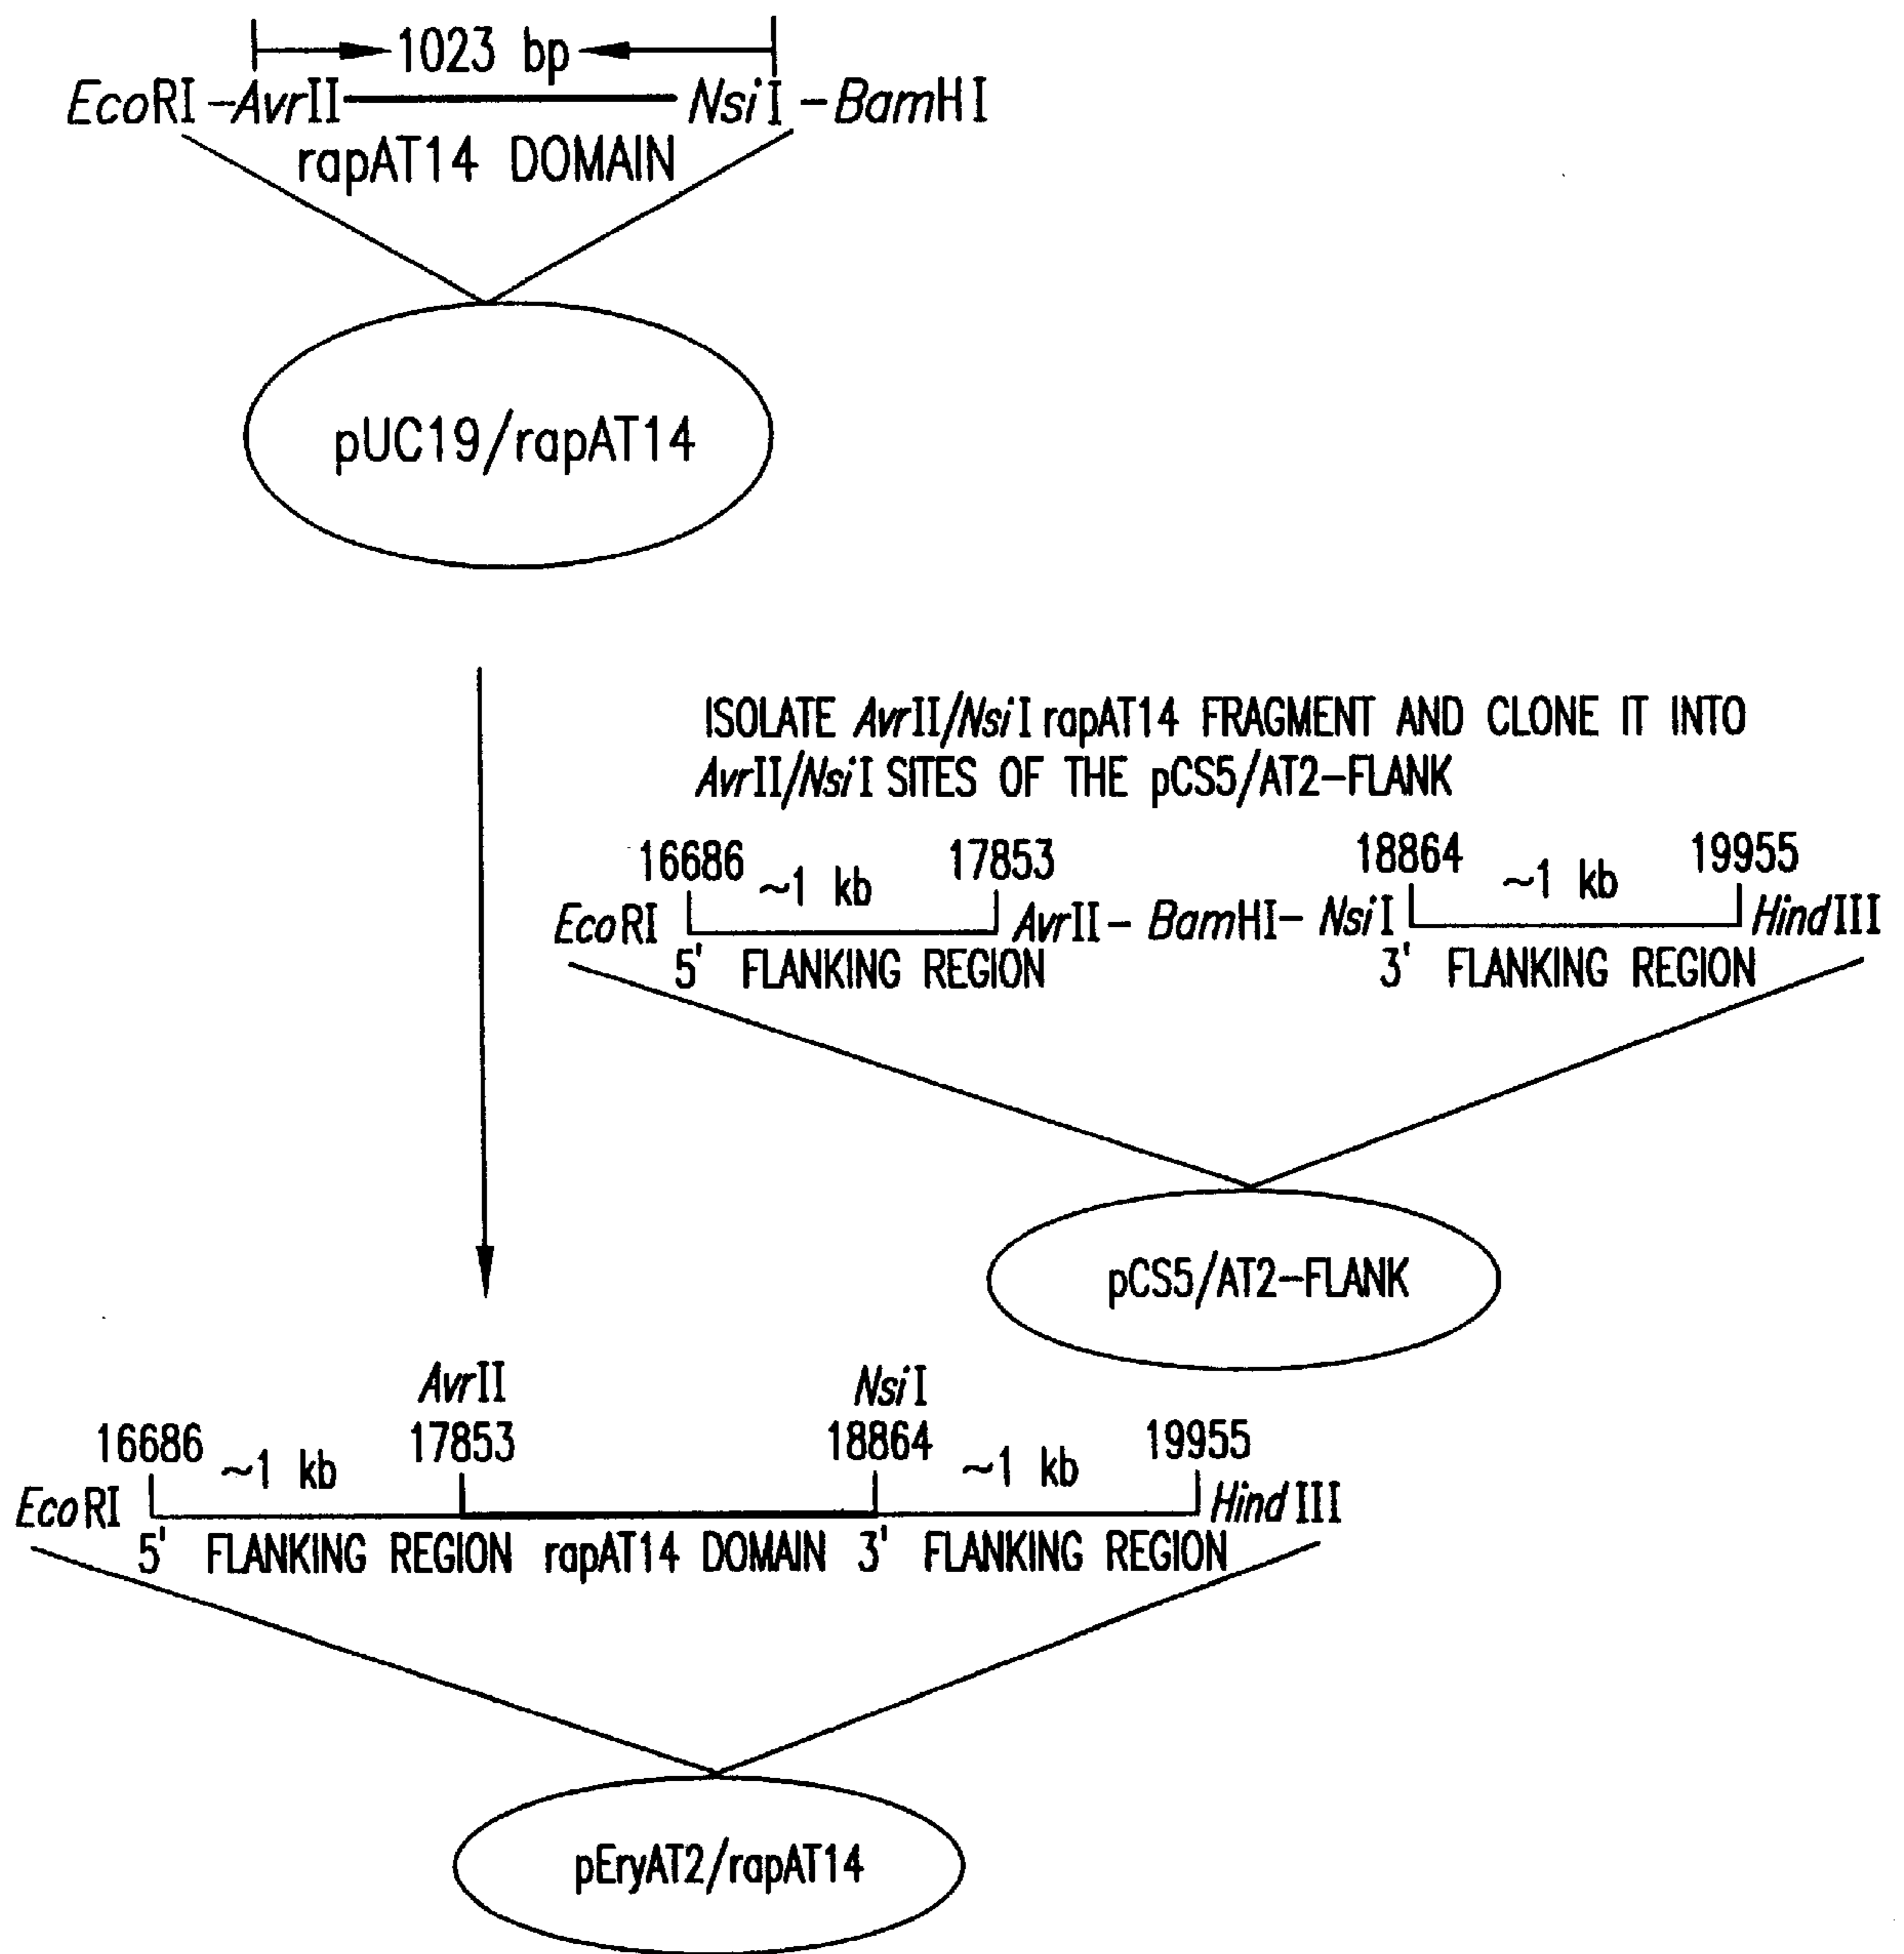 1023 bp
EcoRI-AvrII NsiI-BamHI
rapAT14 DOMAIN
pUC19/rapAT14
ISOLATE AvrII/NsiI rapAT14 FRAGMENT AND CLONE IT INTO
AvrII/NsiI SITES OF THE pCS5/AT2-FLANK
16686 ~1 kb 17853 18864 ~1 kb 19955
EcoRI AvrII- BamHI- NsiI HindIII
5' FLANKING REGION 3' FLANKING REGION
pCS5/AT2-FLANK
AvrII NsiI
16686 ~1 kb 17853 18864 ~1 kb 19955
EcoRI HindIII
5' FLANKING REGION rapAT14 DOMAIN 3' FLANKING REGION
pEryAT2/rapAT14